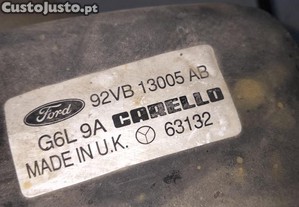 CustoJusto.pt
Ford 92VB 13005 AB
G6L 9A CARELLO
MADE IN U.K. 63132